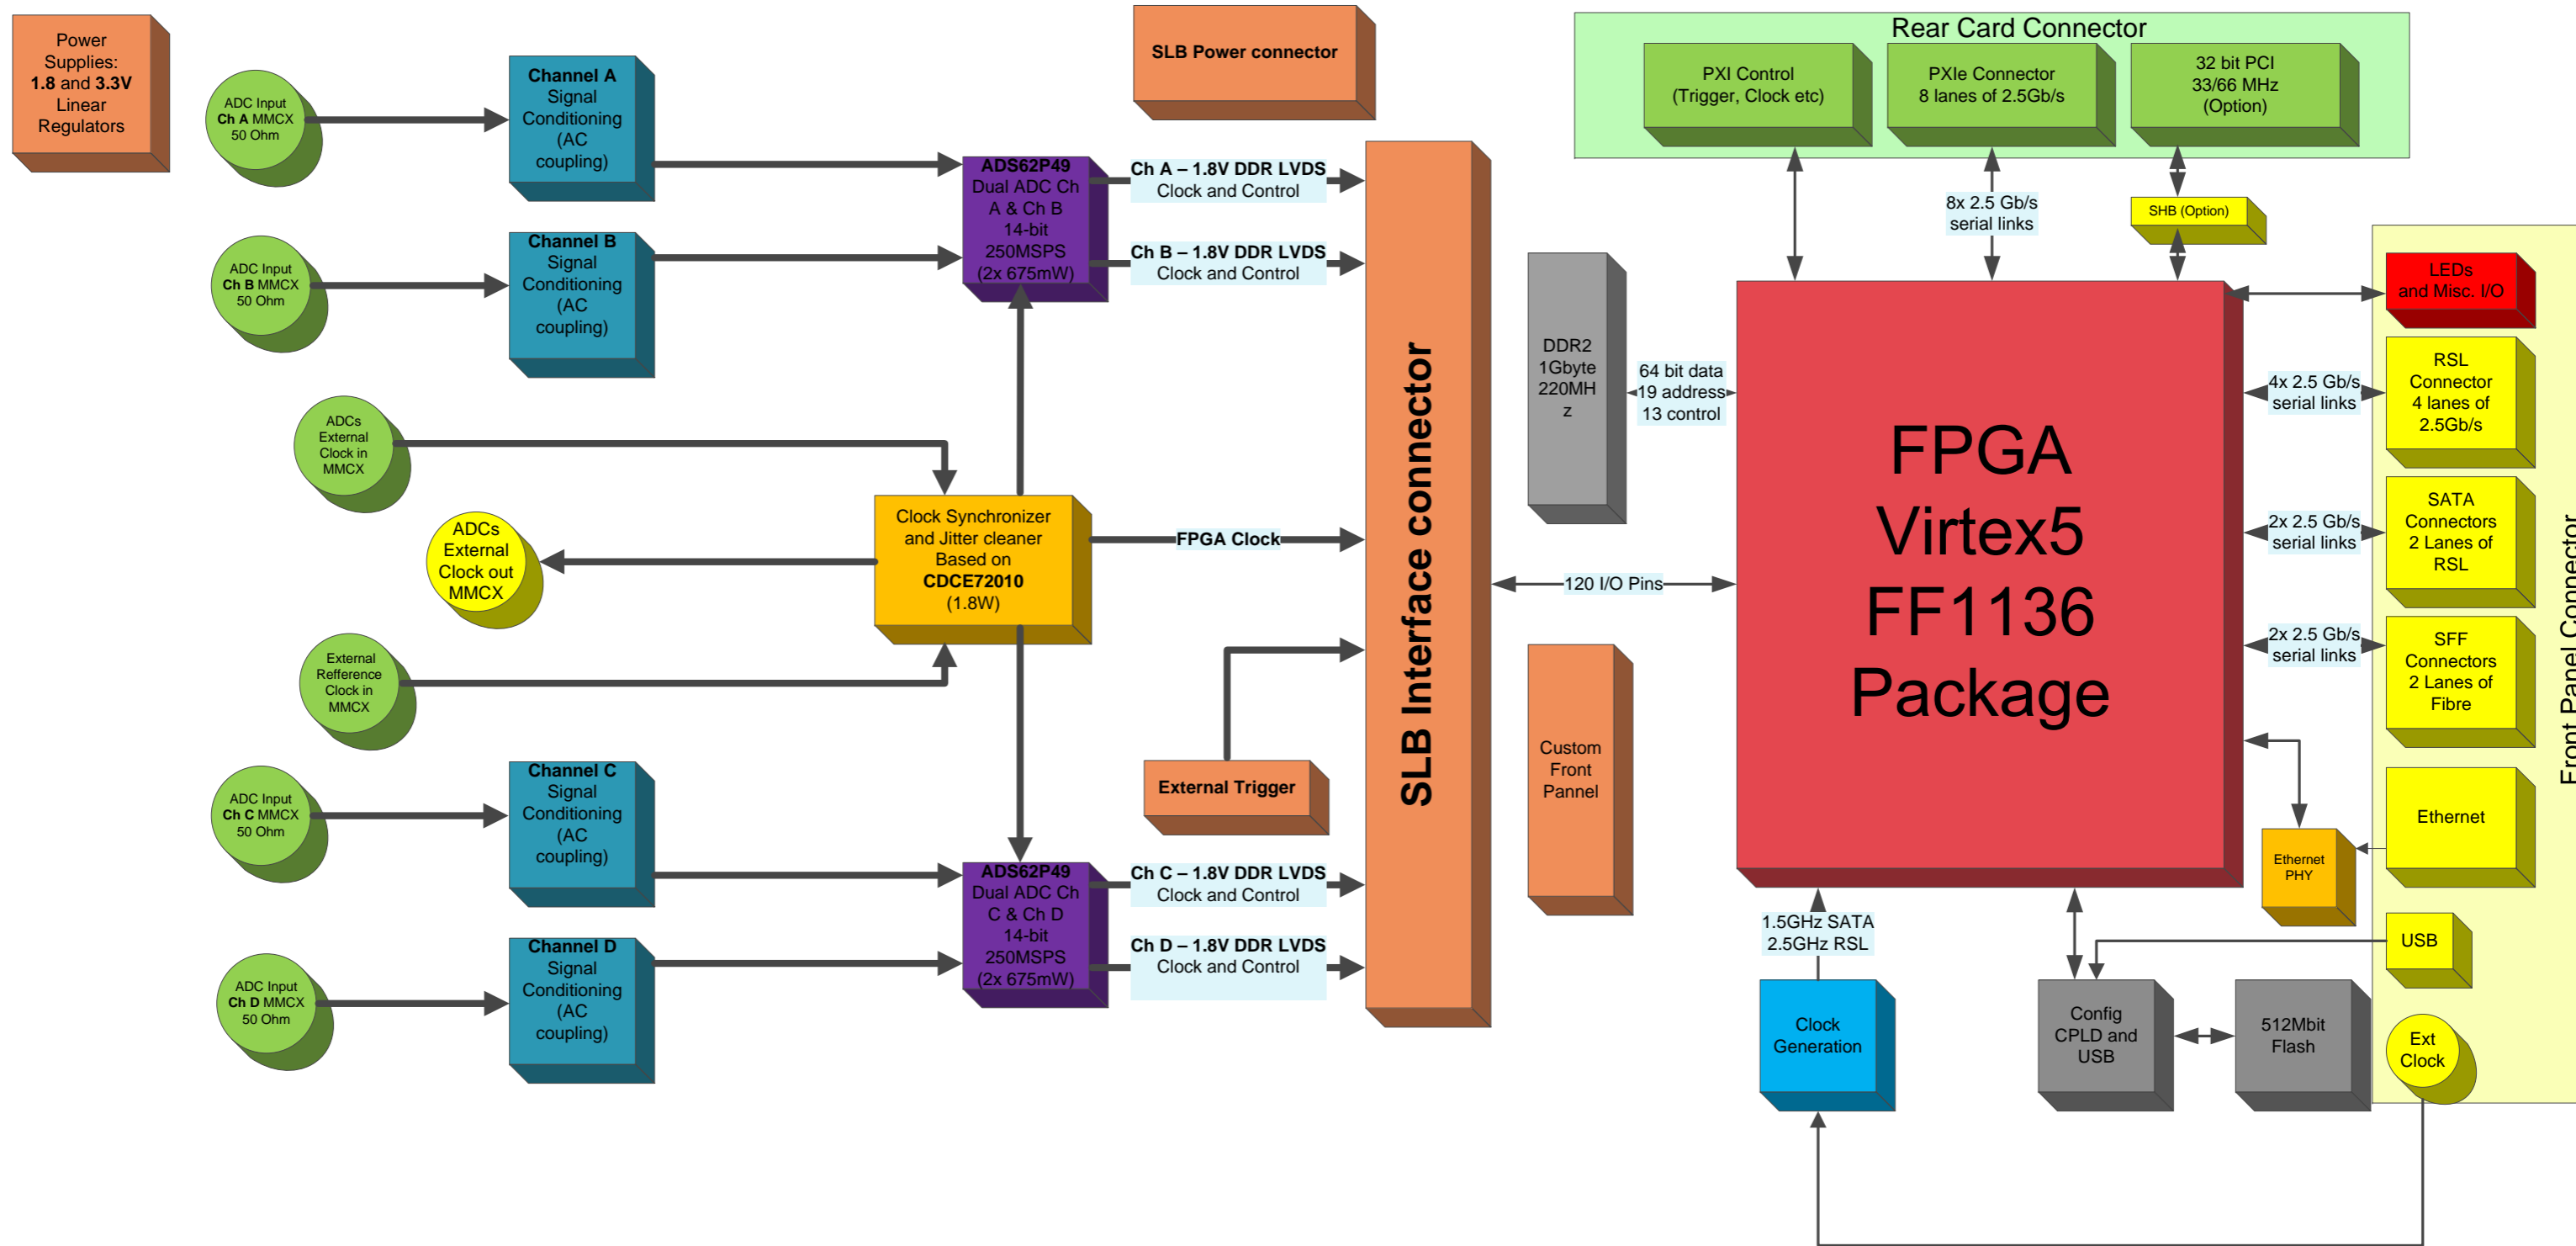 Power
Supplies:
1.8 and 3.3V
Linear
Regulators
ADC Input
Ch A MMCX
50 Ohm
Channel A
Signal
Conditioning
(AC
coupling)
ADC Input
Ch B MMCX
50 Ohm
Channel B
Signal
Conditioning
(AC
coupling)
ADCs
External
Clock in
MMCX
ADCs
External
Clock out
MMCX
External
Refference
Clock in
MMCX
ADC Input
Ch C MMCX
50 Ohm
Channel C
Signal
Conditioning
(AC
coupling)
ADC Input
Ch D MMCX
50 Ohm
Channel D
Signal
Conditioning
(AC
coupling)
SLB Power connector
ADS62P49
Dual ADC Ch
A & Ch B
14-bit
250MSPS
(2x 675mW)
Ch A – 1.8V DDR LVDS
Clock and Control
Ch B – 1.8V DDR LVDS
Clock and Control
Clock Synchronizer
and Jitter cleaner
Based on
CDCE72010
(1.8W)
FPGA Clock
External Trigger
ADS62P49
Dual ADC Ch
C & Ch D
14-bit
250MSPS
(2x 675mW)
Ch C – 1.8V DDR LVDS
Clock and Control
Ch D – 1.8V DDR LVDS
Clock and Control
SLB Interface connector
120 I/O Pins
DDR2
1Gbyte
220MH
z
64 bit data
19 address
13 control
Custom
Front
Pannel
Rear Card Connector
PXI Control
(Trigger, Clock etc)
PXIe Connector
8 lanes of 2.5Gb/s
32 bit PCI
33/66 MHz
(Option)
8x 2.5 Gb/s
serial links
SHB (Option)
FPGA
Virtex5
FF1136
Package
Front Panel Connector
LEDs
and Misc. I/O
4x 2.5 Gb/s
serial links
RSL
Connector
4 lanes of
2.5Gb/s
2x 2.5 Gb/s
serial links
SATA
Connectors
2 Lanes of
RSL
2x 2.5 Gb/s
serial links
SFF
Connectors
2 Lanes of
Fibre
Ethernet
Ethernet
PHY
USB
Ext
Clock
1.5GHz SATA
2.5GHz RSL
Clock
Generation
Config
CPLD and
USB
512Mbit
Flash